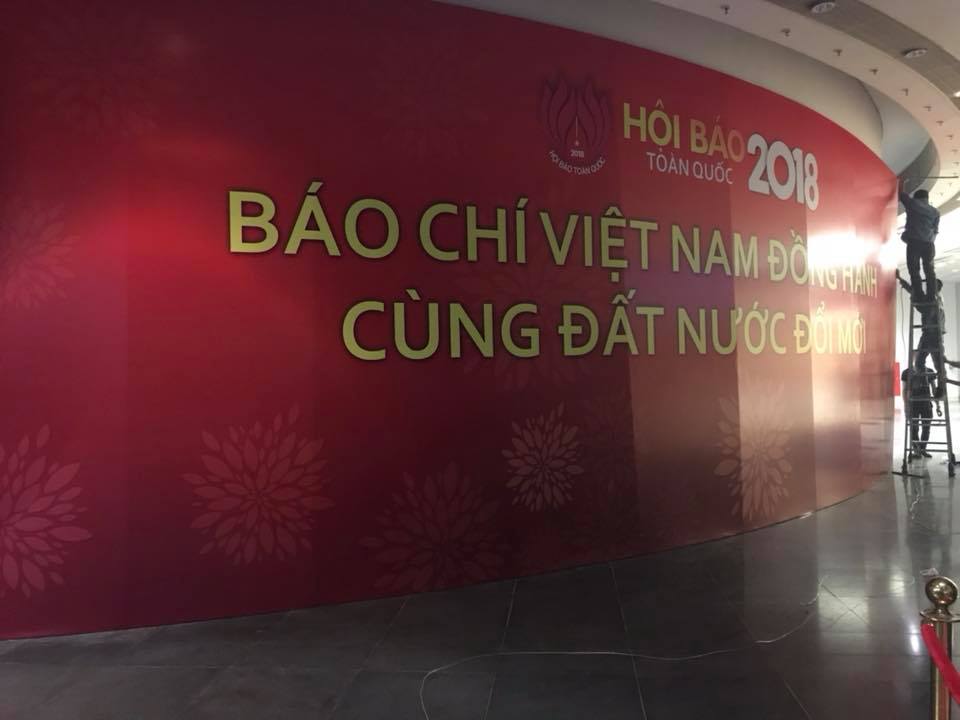 HỘI BÁO
TOÀN QUỐC
2018
2018
HỘI BÁO TOÀN QUỐC
BÁO CHÍ VIỆT NAM ĐỒNG HÀNH
CÙNG ĐẤT NƯỚC ĐỔI MỚI